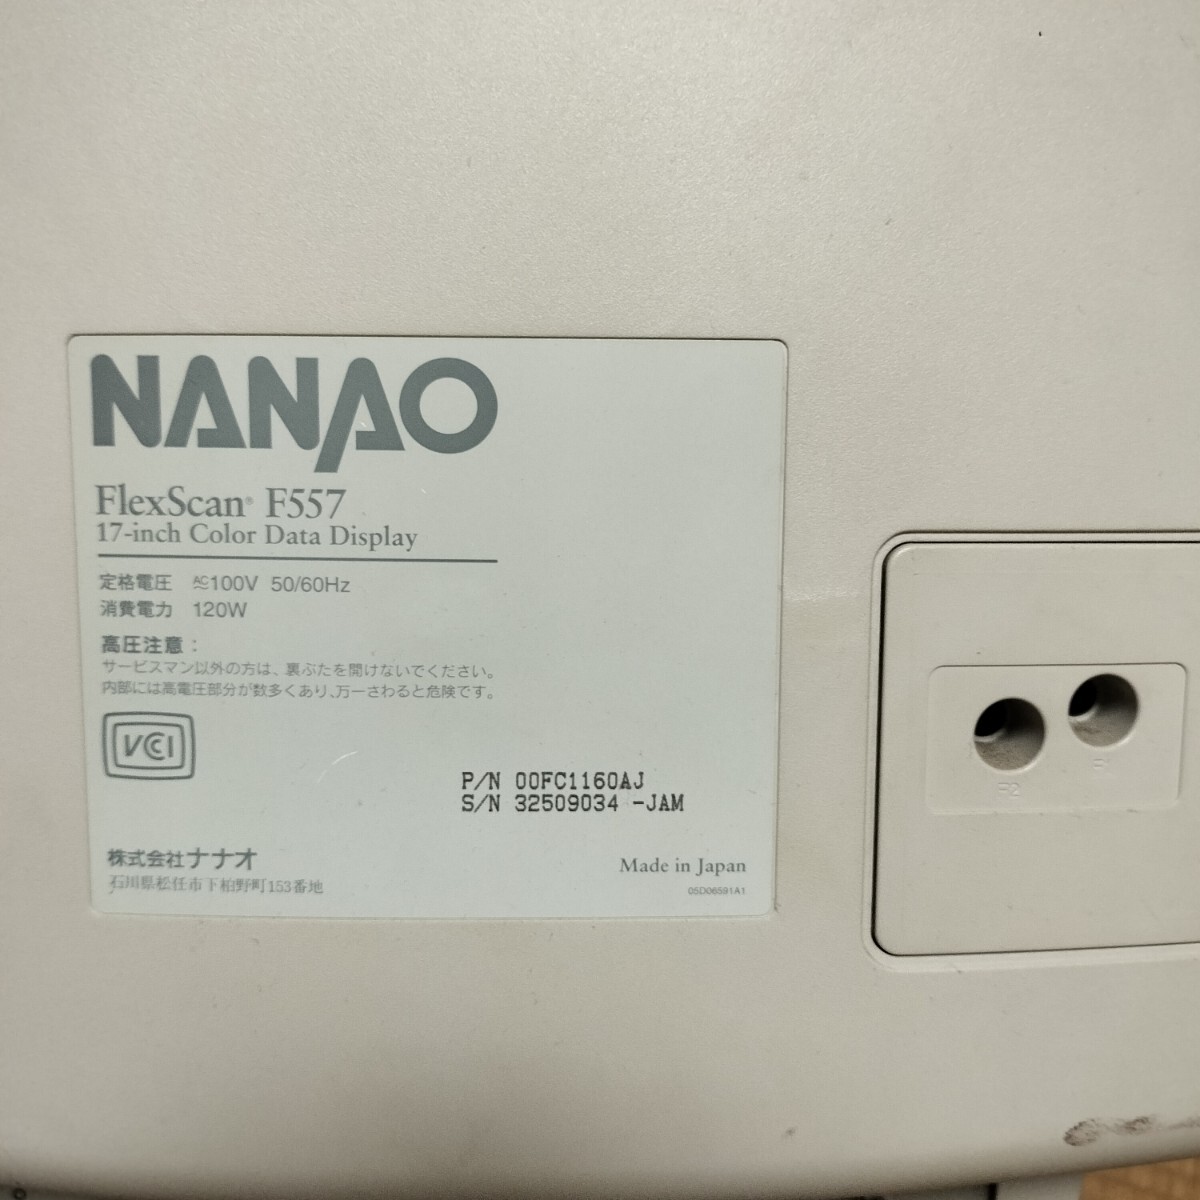 NANAO
FlexScan® F557
17-inch Color Data Display
定格電圧 AC~100V 50/60Hz
消費電力 120W
高圧注意：
サービスマン以外の方は、裏ぶたを開けないでください。
内部には高電圧部分が数多くあり、万一さわると危険です。
VCCI
P/N 00FC1160AJ
S/N 32509034 -JAM
株式会社ナナオ
石川県松任市下柏野町153番地
Made in Japan
05D06591A1
F2
F1